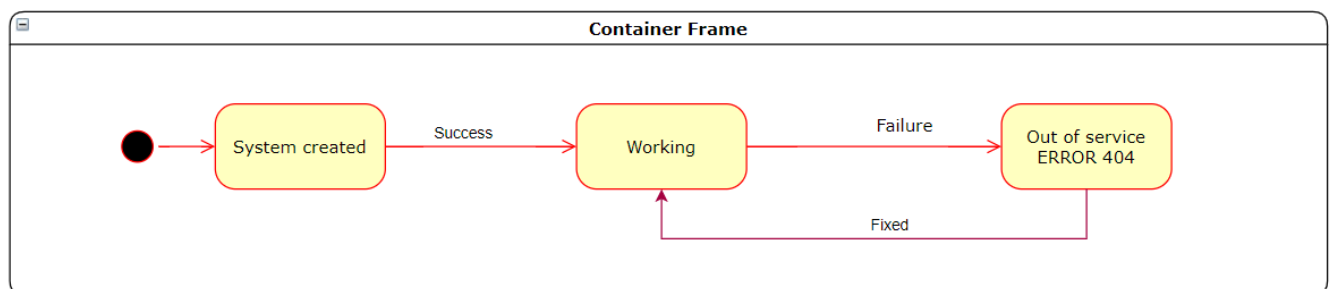 Container Frame
System created
Success
Working
Failure
Out of service
ERROR 404
Fixed